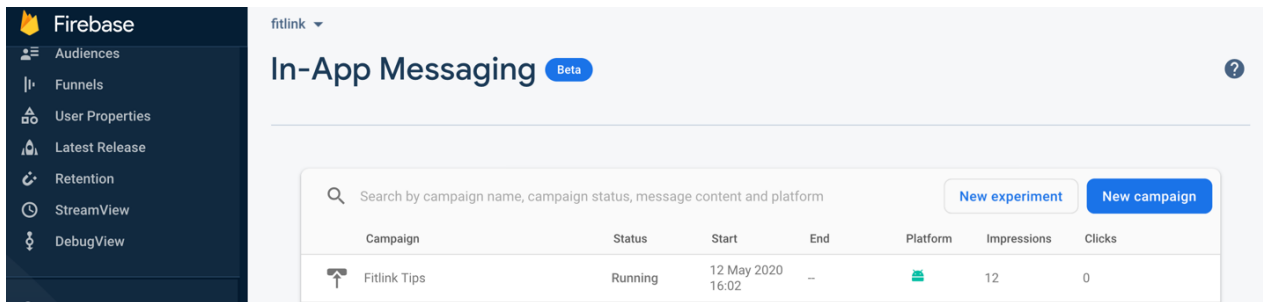 Firebase
Audiences
Funnels
User Properties
Latest Release
Retention
StreamView
DebugView
fitlink
In-App Messaging Beta
?
Search by campaign name, campaign status, message content and platform
New experiment
New campaign
Campaign Status Start End Platform Impressions Clicks
Fitlink Tips Running 12 May 2020 -- 12 0
16:02